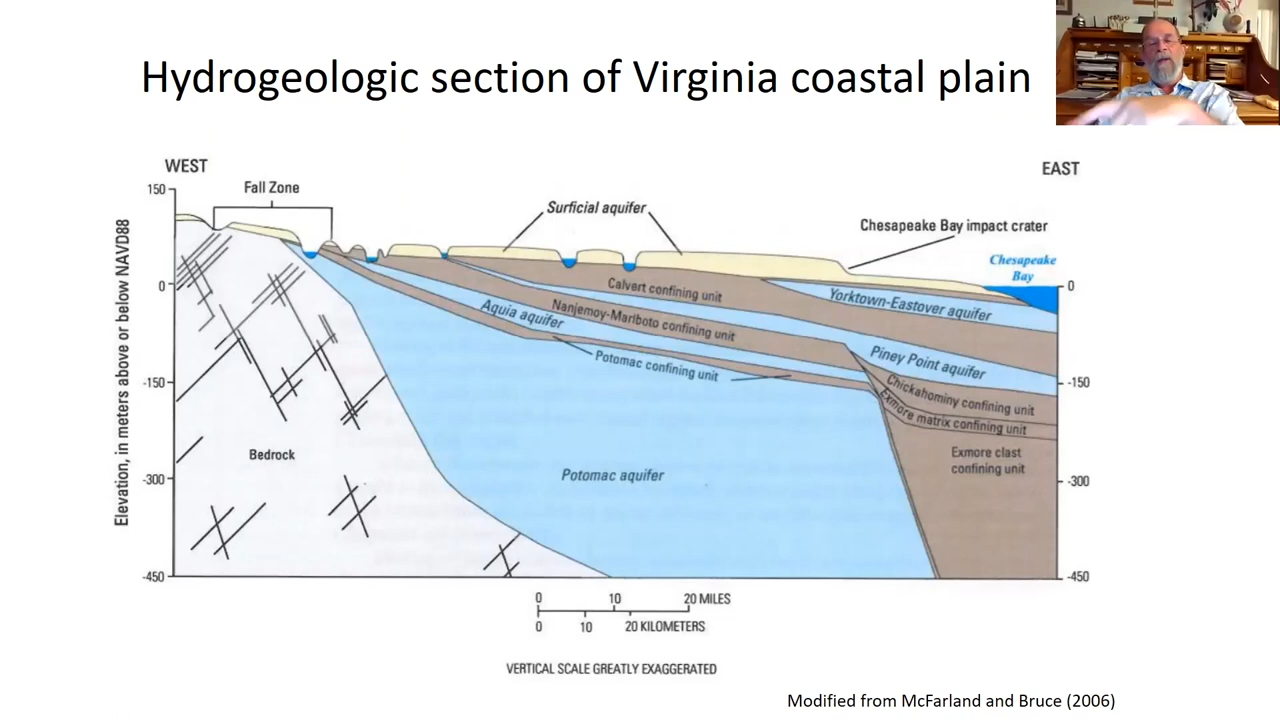 Hydrogeologic section of Virginia coastal plain
WEST
EAST
Fall Zone
Surficial aquifer
Chesapeake Bay impact crater
Chesapeake
Bay
Elevation, in meters above or below NAVD88
150
0
-150
-300
-450
0
-150
-300
-450
Calvert confining unit
Yorktown-Eastover aquifer
Nanjemoy-Marlboto confining unit
Aquia aquifer
Piney Point aquifer
Potomac confining unit
Chickahominy confining unit
Exmore matrix confining unit
Exmore clast
confining unit
Bedrock
Potomac aquifer
0 10 20 MILES
0 10 20 KILOMETERS
VERTICAL SCALE GREATLY EXAGGERATED
Modified from McFarland and Bruce (2006)